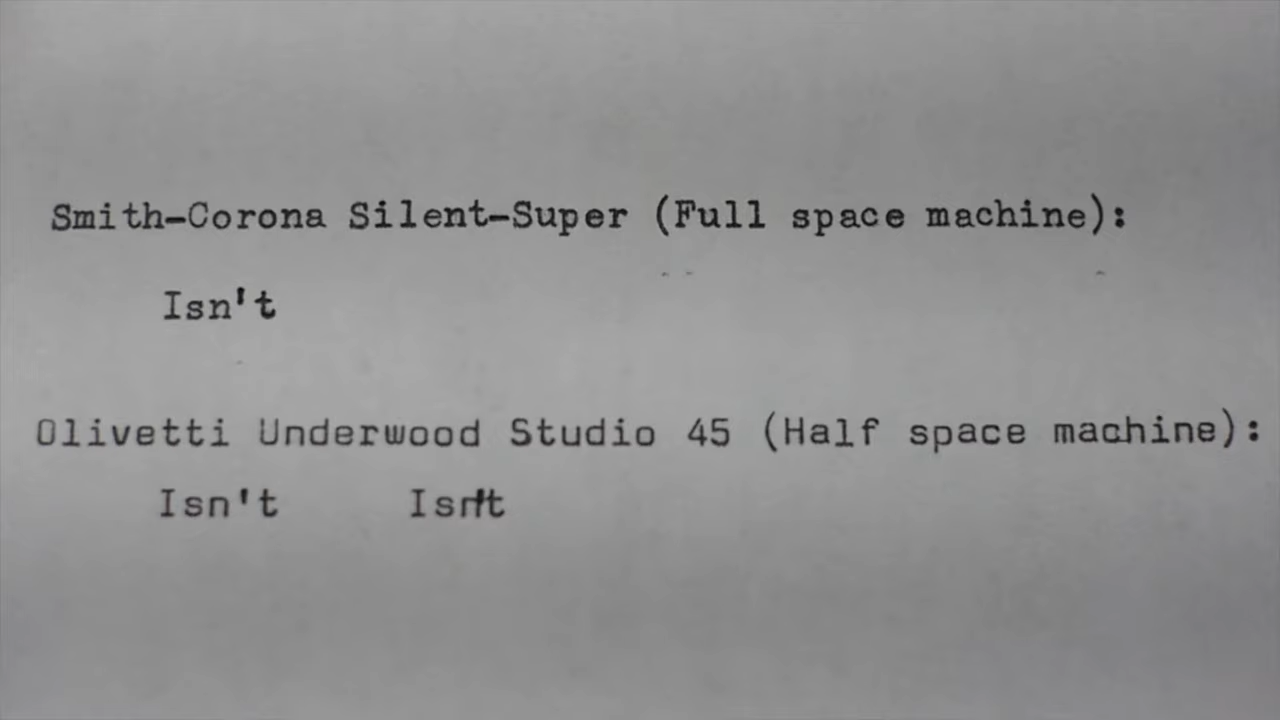 Smith-Corona Silent-Super (Full space machine):
Isn't
Olivetti Underwood Studio 45 (Half space machine):
Isn't Isn't